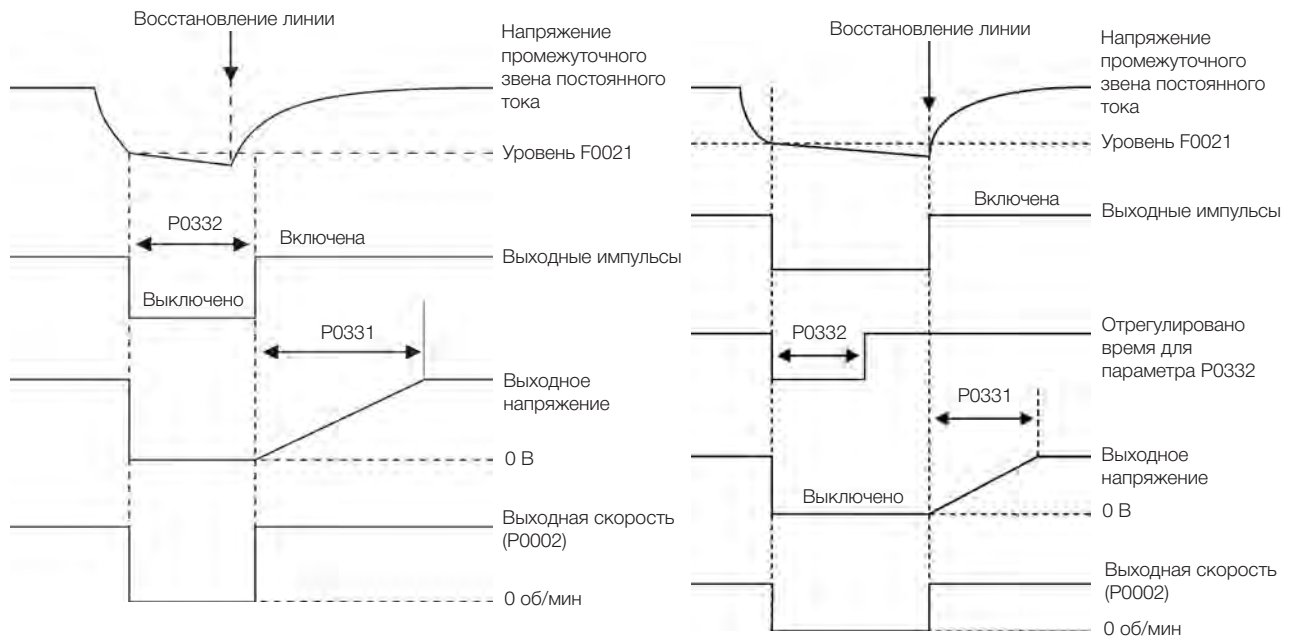 Восстановление линии
Напряжение
промежуточного
звена постоянного
тока
Уровень F0021
P0332
Включена
Выходные импульсы
Выключено
P0331
Выходное
напряжение
0 В
Выходная скорость
(P0002)
0 об/мин
Восстановление линии
Напряжение
промежуточного
звена постоянного
тока
Уровень F0021
Включена
Выходные импульсы
P0332
Отрегулировано
время для
параметра P0332
P0331
Выходное
напряжение
Выключено
0 В
Выходная скорость
(P0002)
0 об/мин